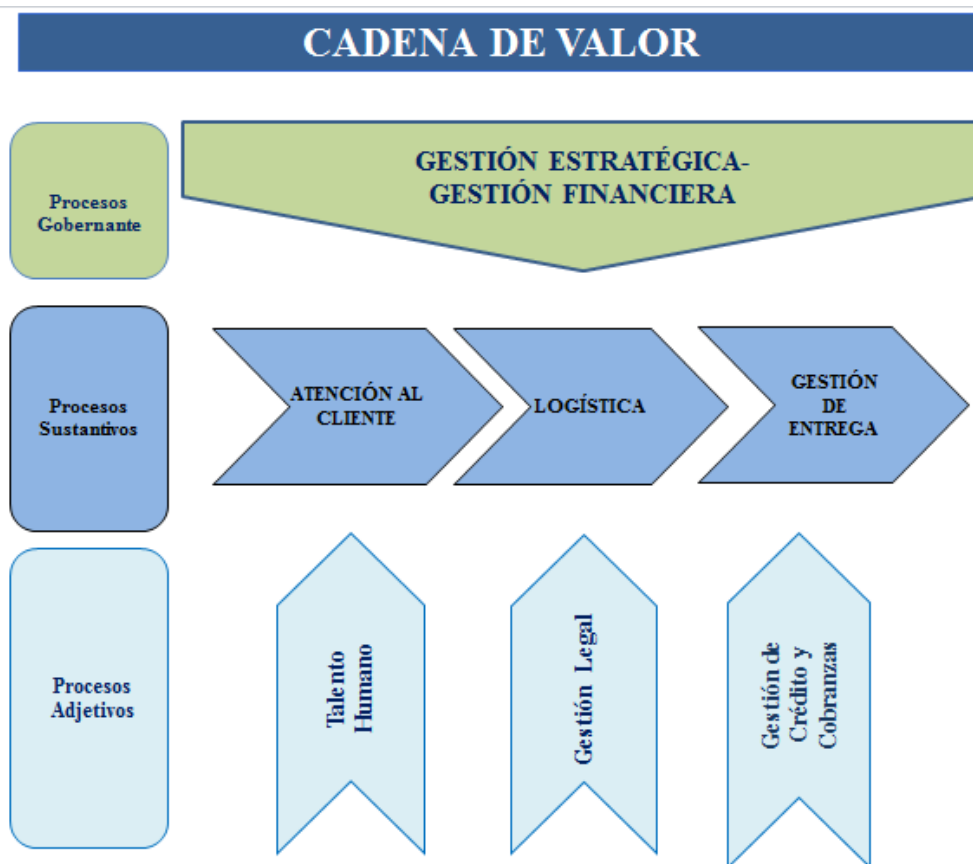 CADENA DE VALOR
GESTIÓN ESTRATÉGICA-
GESTIÓN FINANCIERA
Procesos
Gobernante
Procesos
Sustantivos
ATENCIÓN AL
CLIENTE
LOGÍSTICA
GESTIÓN
DE
ENTREGA
Procesos
Adjetivos
Talento
Humano
Gestión Legal
Gestión de
Crédito y
Cobranzas